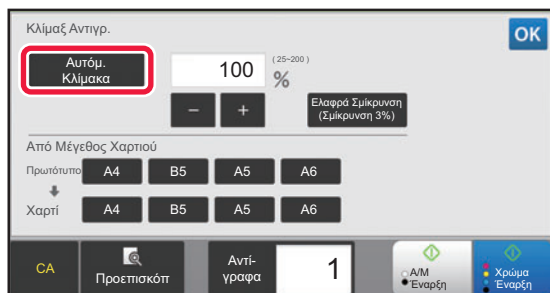 Κλίμαξ Αντιγρ.
OK
Αυτόμ.
Κλίμακα
100
(25~200)
%
−
+
Ελαφρά Σμίκρυνση
(Σμίκρυνση 3%)
Από Μέγεθος Χαρτιού
Πρωτότυπο A4 B5 A5 A6
Χαρτί A4 B5 A5 A6
CA
Προεπισκόπ
Αντί-
γραφα
1
Α/Μ
Έναρξη
Χρώμα
Έναρξη